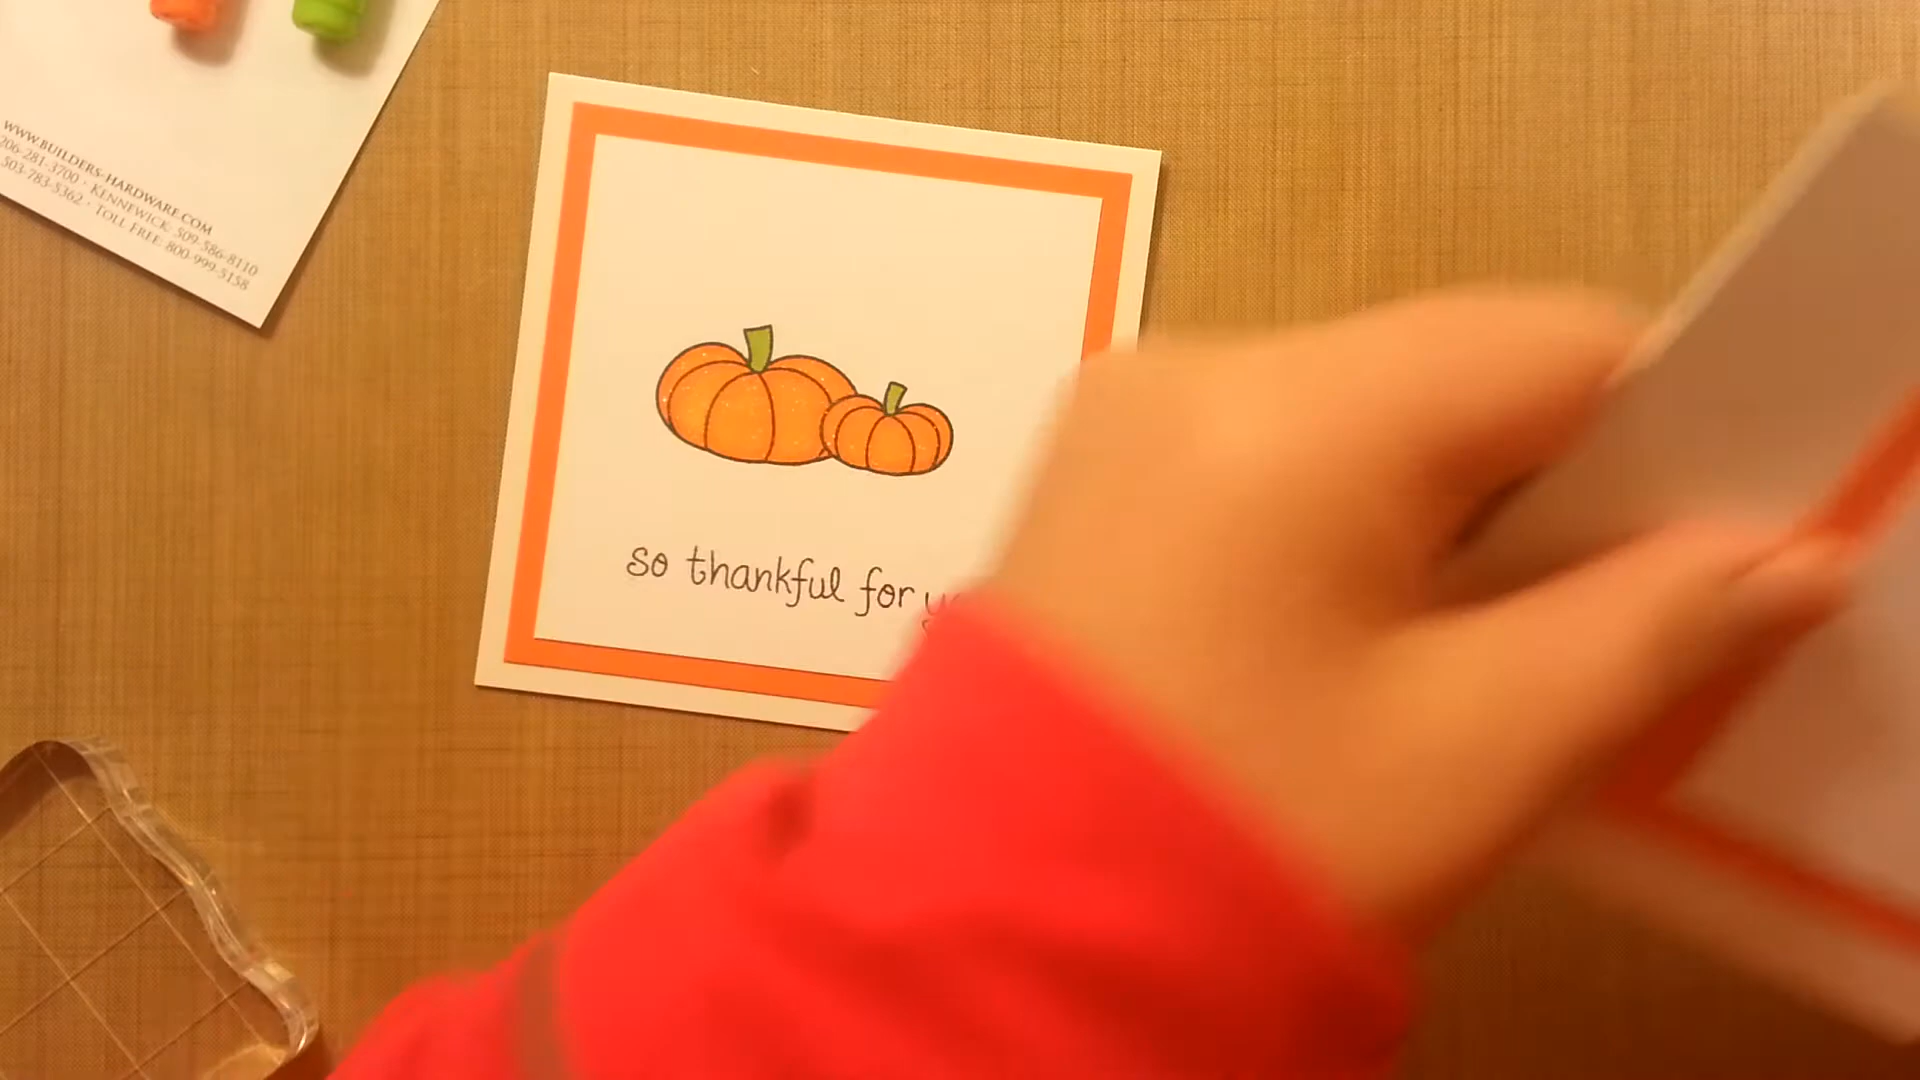 WWW.BUILDERS-HARDWARE.COM
206-281-3700 · KENNEWICK: 509-586-8110
503-783-5362 · TOLL FREE: 800-999-5158
so thankful for